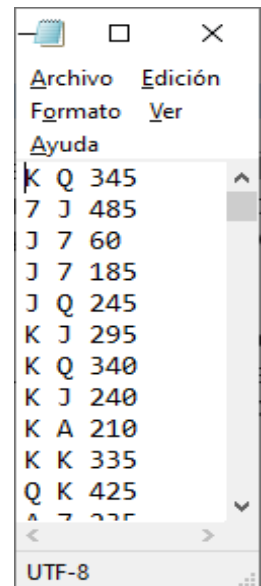 Archivo Edición
Formato Ver
Ayuda
K Q 345
7 J 485
J 7 60
J 7 185
J Q 245
K J 295
K Q 340
K J 240
K A 210
K K 335
Q K 425
UTF-8